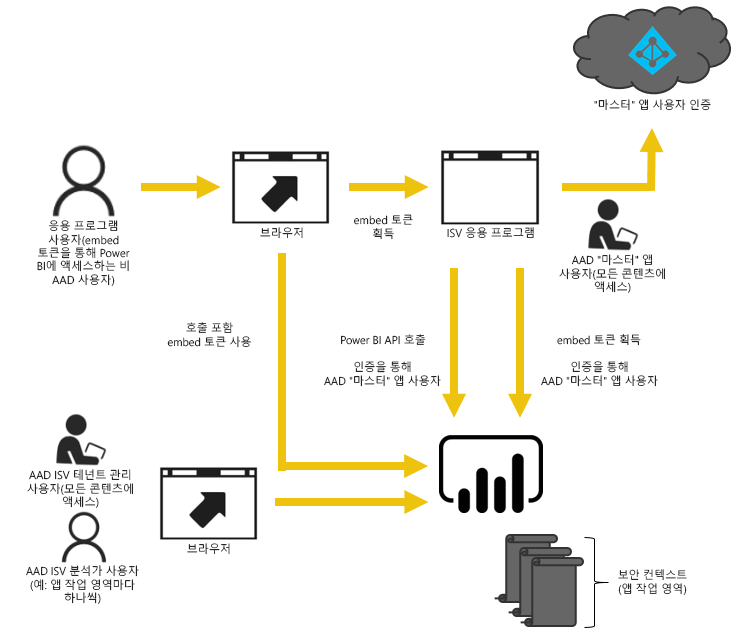 "마스터" 앱 사용자 인증
응용 프로그램
사용자(embed
토큰을 통해 Power
BI에 액세스하는 비
AAD 사용자)
브라우저
embed 토큰
획득
ISV 응용 프로그램
AAD "마스터" 앱
사용자(모든 콘텐츠에
액세스)
호출 포함
embed 토큰 사용
Power BI API 호출
인증을 통해
AAD "마스터" 앱 사용자
embed 토큰 획득
인증을 통해
AAD "마스터" 앱 사용자
AAD ISV 테넌트 관리
사용자(모든 콘텐츠에
액세스)
브라우저
AAD ISV 분석가 사용자
(예: 앱 작업 영역마다
하나씩)
보안 컨텍스트
(앱 작업 영역)